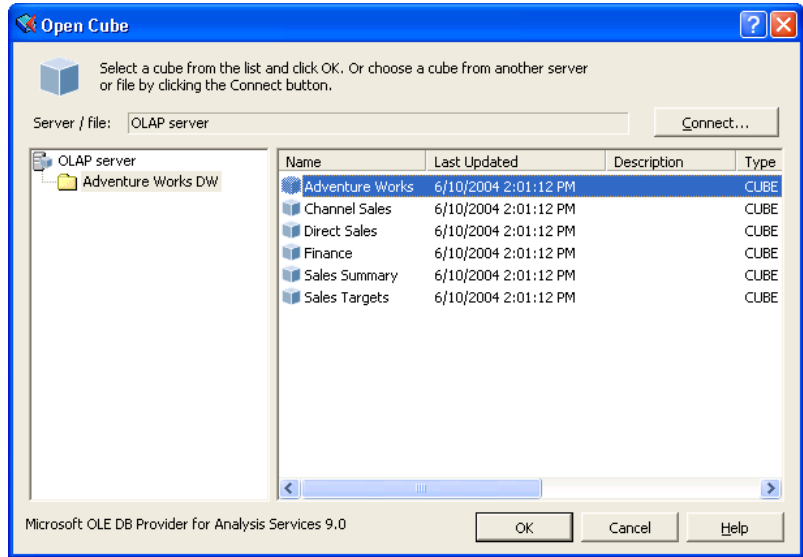 Open Cube
Select a cube from the list and click OK. Or choose a cube from another server
or file by clicking the Connect button.
Server / file: OLAP server Connect...
OLAP server
Adventure Works DW
Name Last Updated Description Type
Adventure Works 6/10/2004 2:01:12 PM CUBE
Channel Sales 6/10/2004 2:01:12 PM CUBE
Direct Sales 6/10/2004 2:01:12 PM CUBE
Finance 6/10/2004 2:01:12 PM CUBE
Sales Summary 6/10/2004 2:01:12 PM CUBE
Sales Targets 6/10/2004 2:01:12 PM CUBE
Microsoft OLE DB Provider for Analysis Services 9.0 OK Cancel Help